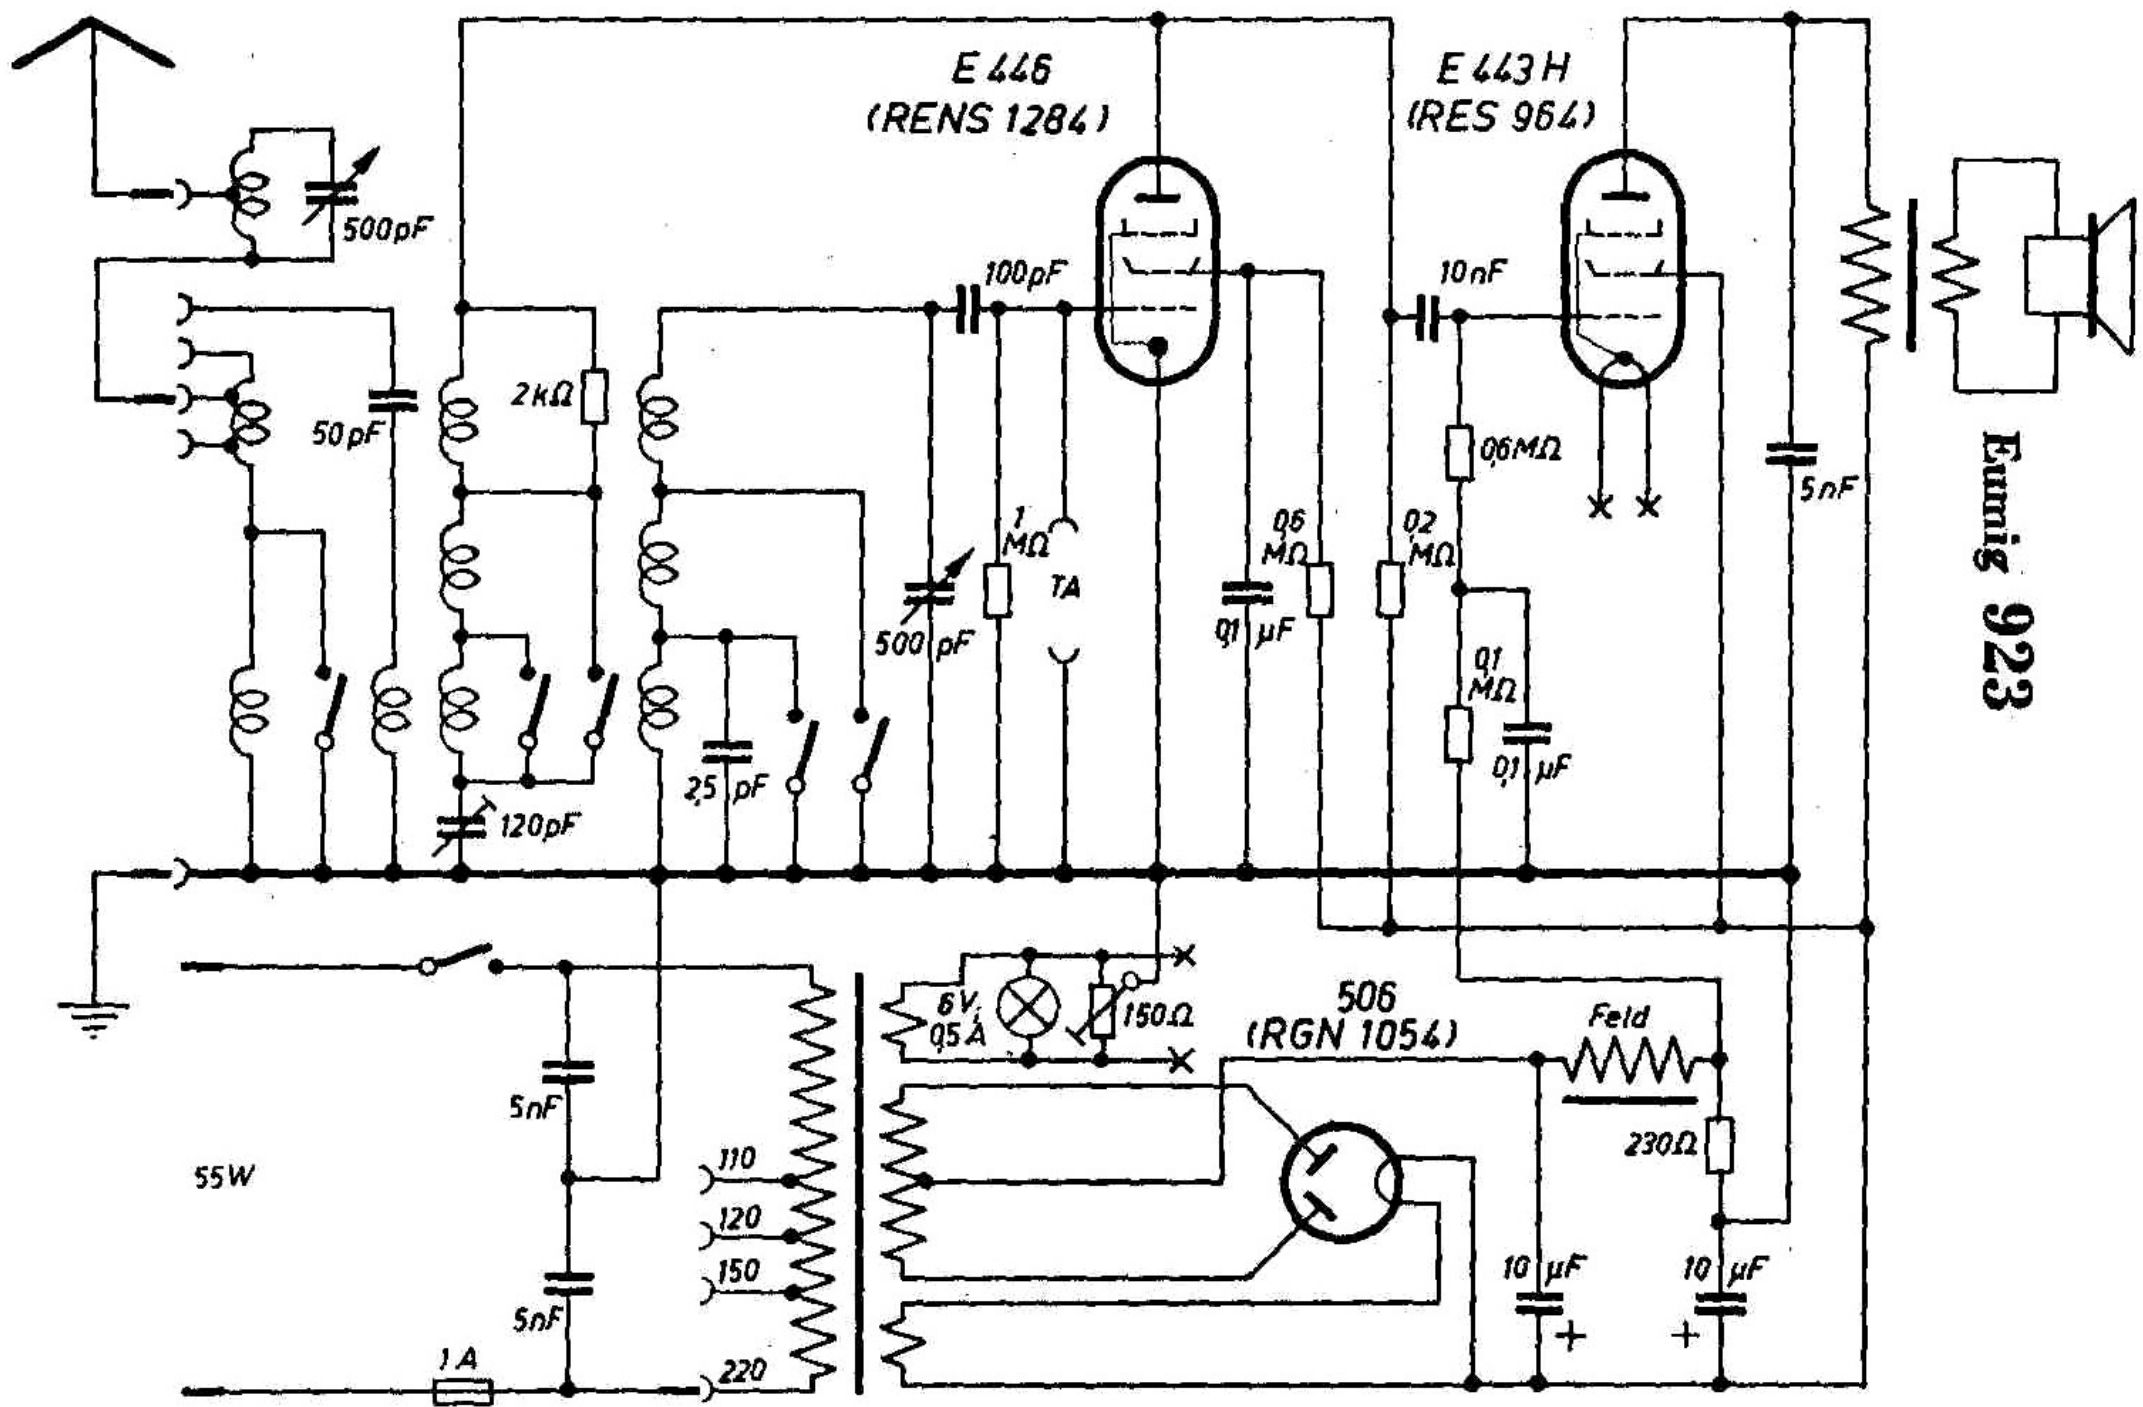 E 446
(RENS 1284)
E 443 H
(RES 964)
500pF
100pF
10nF
2kΩ
50pF
0,6MΩ
5nF
Eumig 923
1
MΩ
TA
0,6
MΩ
0,2
MΩ
500 pF
0,1 µF
0,1
MΩ
0,1 µF
2,5 pF
120pF
6V,
0,5A
150Ω
506
(RGN 1054)
Feld
230Ω
5nF
55W
110
120
150
220
5nF
10 µF
+
10 µF
+
1A